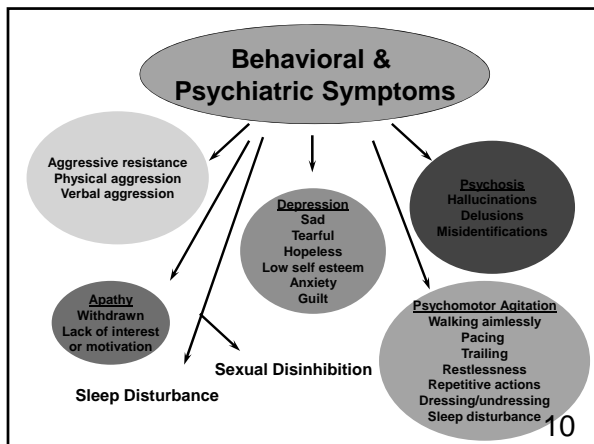 Behavioral &
Psychiatric Symptoms
Aggressive resistance
Physical aggression
Verbal aggression
Depression
Sad
Tearful
Hopeless
Low self esteem
Anxiety
Guilt
Psychosis
Hallucinations
Delusions
Misidentifications
Apathy
Withdrawn
Lack of interest
or motivation
Sleep Disturbance
Sexual Disinhibition
Psychomotor Agitation
Walking aimlessly
Pacing
Trailing
Restlessness
Repetitive actions
Dressing/undressing
Sleep disturbance
10